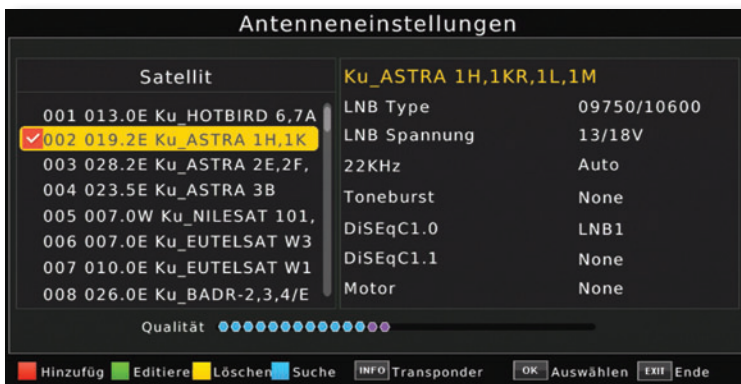 Antenneneinstellungen
Satellit
001 013.0E Ku_HOTBIRD 6,7A
002 019.2E Ku_ASTRA 1H,1K
003 028.2E Ku_ASTRA 2E,2F,
004 023.5E Ku_ASTRA 3B
005 007.0W Ku_NILESAT 101,
006 007.0E Ku_EUTELSAT W3
007 010.0E Ku_EUTELSAT W1
008 026.0E Ku_BADR-2,3,4/E
Ku_ASTRA 1H,1KR,1L,1M
LNB Type 09750/10600
LNB Spannung 13/18V
22KHz Auto
Toneburst None
DiSEqC1.0 LNB1
DiSEqC1.1 None
Motor None
Qualität
Hinzufüg Editiere Löschen Suche INFO Transponder OK Auswählen EXIT Ende